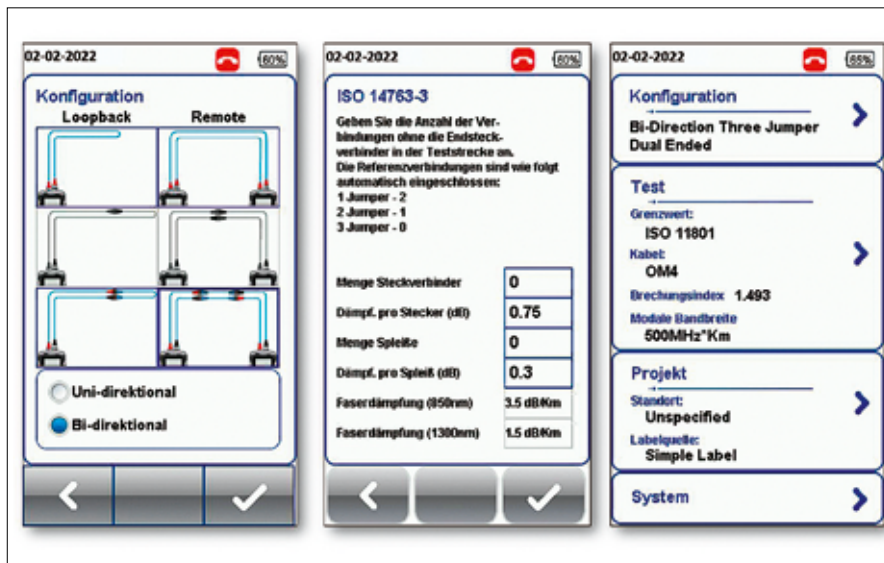 02-02-2022
60%
Konfiguration
Loopback Remote
Uni-direktional
Bi-direktional
02-02-2022
60%
ISO 14763-3
Geben Sie die Anzahl der Ver-
bindungen ohne die Endsteck-
verbinder in der Teststrecke an.
Die Referenzverbindungen sind wie folgt
automatisch eingeschlossen:
1 Jumper - 2
2 Jumper - 1
3 Jumper - 0
Menge Steckverbinder 0
Dämpf. pro Stecker (dB) 0.75
Menge Spleiße 0
Dämpf. pro Spleiß (dB) 0.3
Faserdämpfung (850nm) 3.5 dB/Km
Faserdämpfung (1300nm) 1.5 dB/Km
02-02-2022
65%
Konfiguration
Bi-Direction Three Jumper
Dual Ended
Test
Grenzwert:
ISO 11801
Kabel:
OM4
Brechungsindex 1.493
Modale Bandbreite
500MHz*Km
Projekt
Standort:
Unspecified
Labelquelle:
Simple Label
System